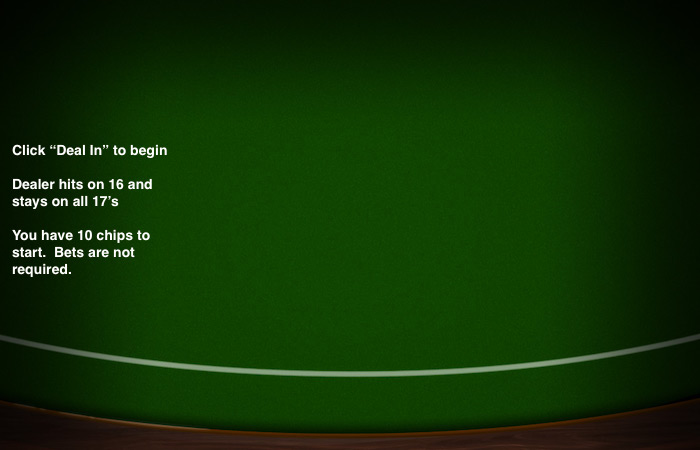 Click “Deal In” to begin
Dealer hits on 16 and
stays on all 17’s
You have 10 chips to
start.  Bets are not
required.